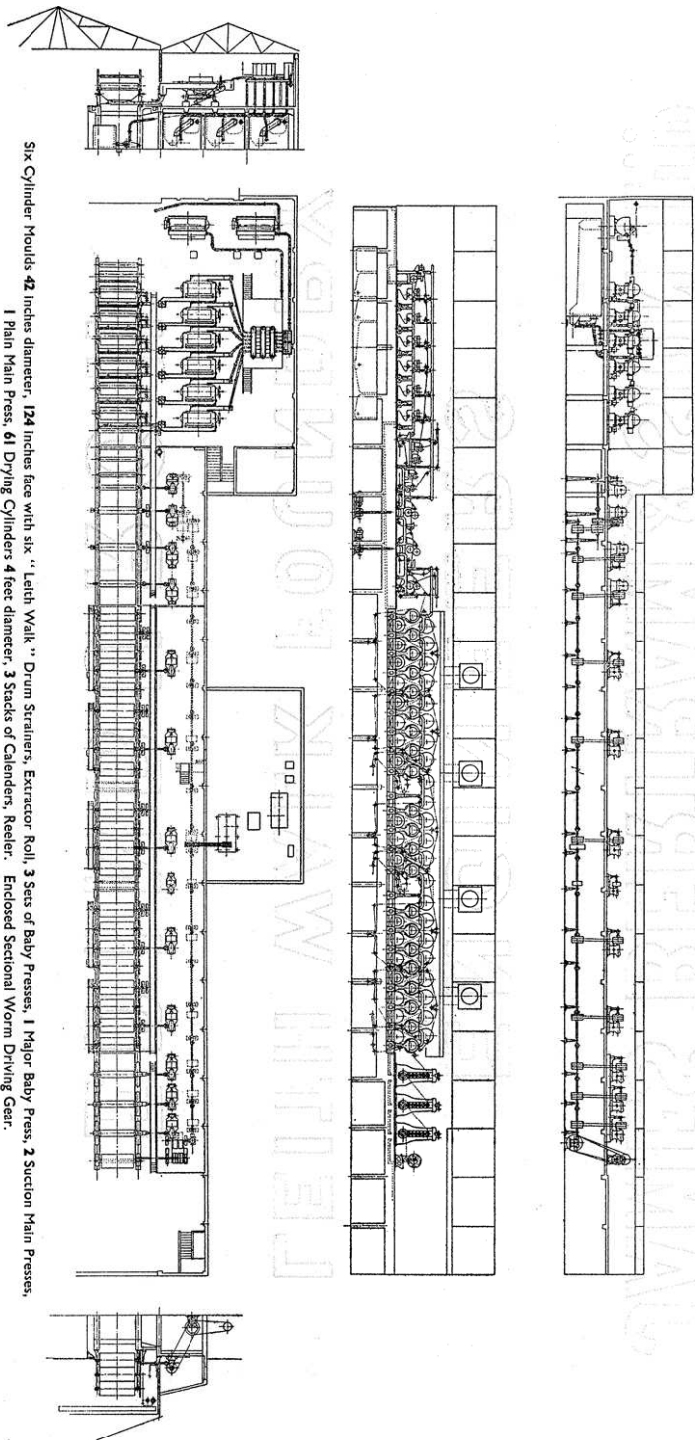 Six Cylinder Moulds 42 inches diameter, 124 inches face with six "Leith Walk" Drum Strainers, Extractor Roll, 3 Sets of Baby Presses, 1 Major Baby Press, 2 Suction Main Presses,
1 Plain Main Press, 61 Drying Cylinders 4 feet diameter, 3 Stacks of Calenders, Reeler. Enclosed Sectional Worm Driving Gear.